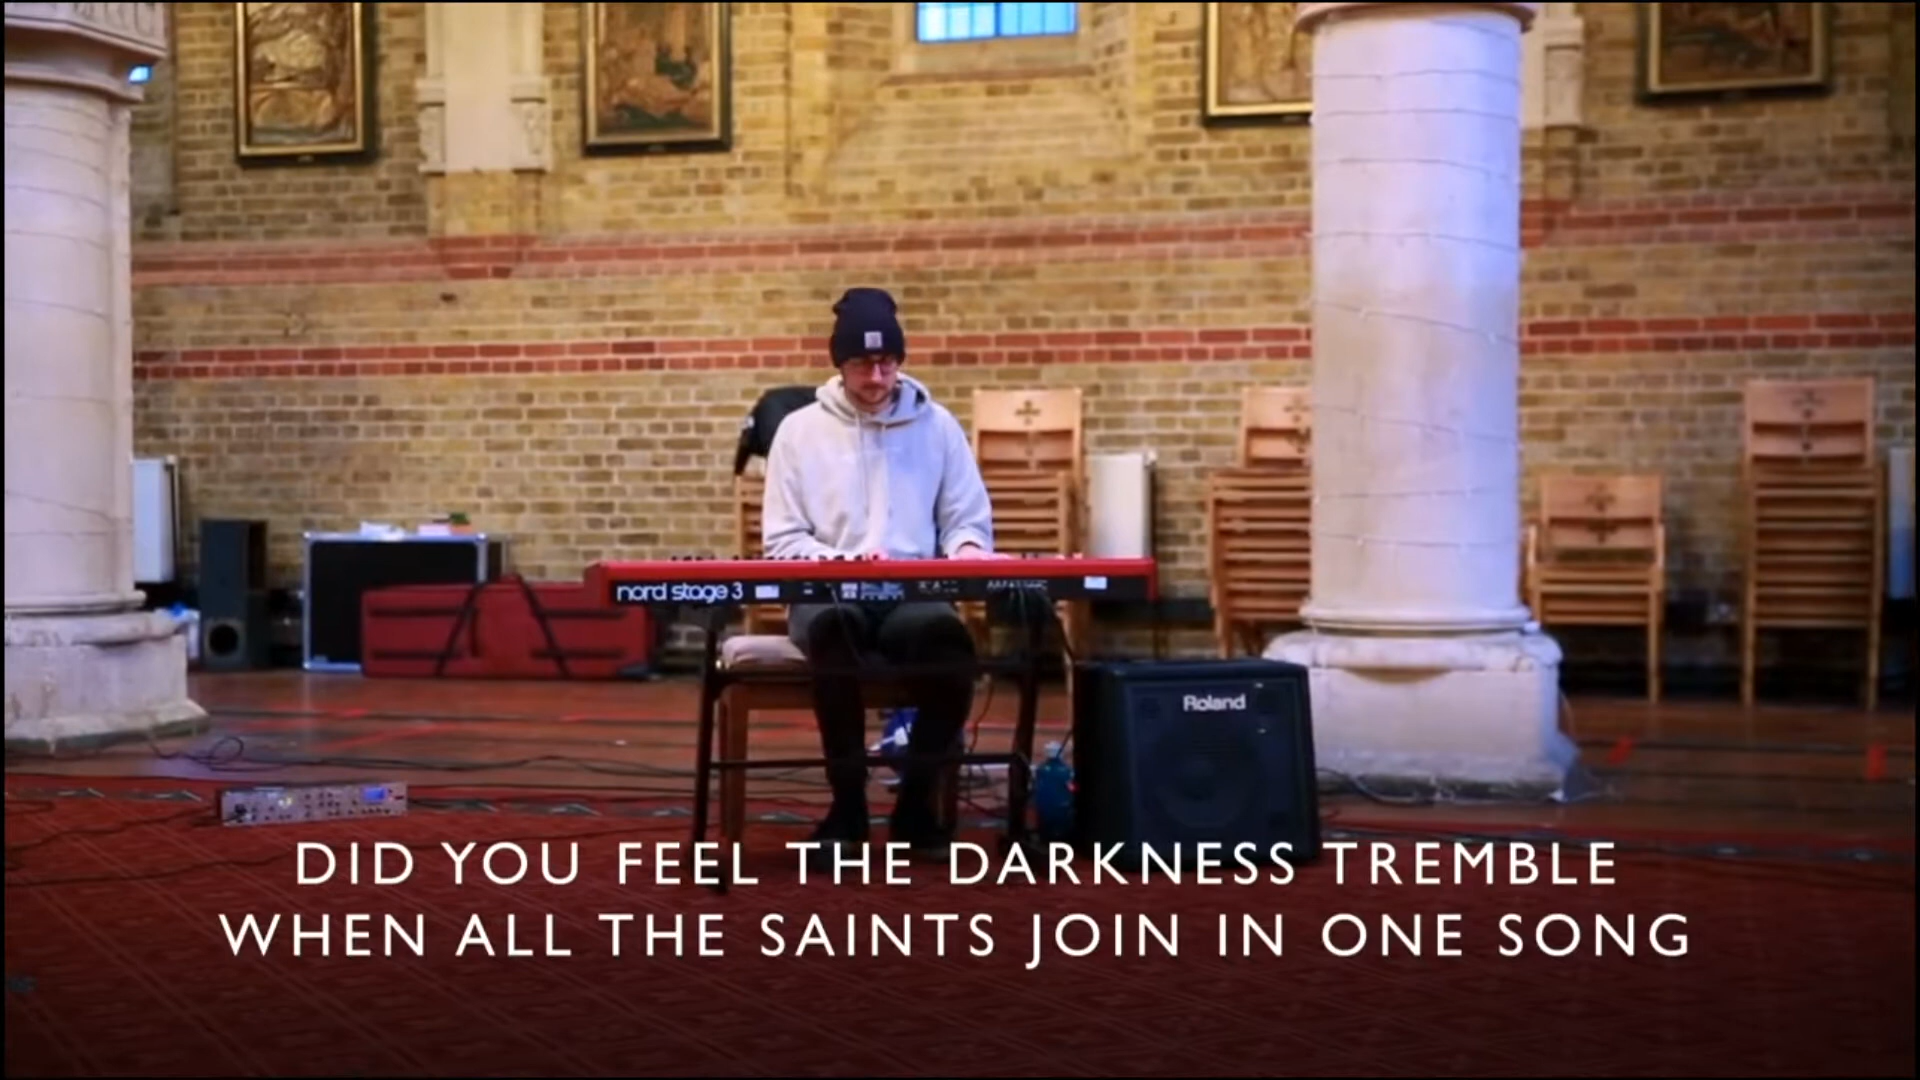 nord stage 3
Roland
DID YOU FEEL THE DARKNESS TREMBLE
WHEN ALL THE SAINTS JOIN IN ONE SONG